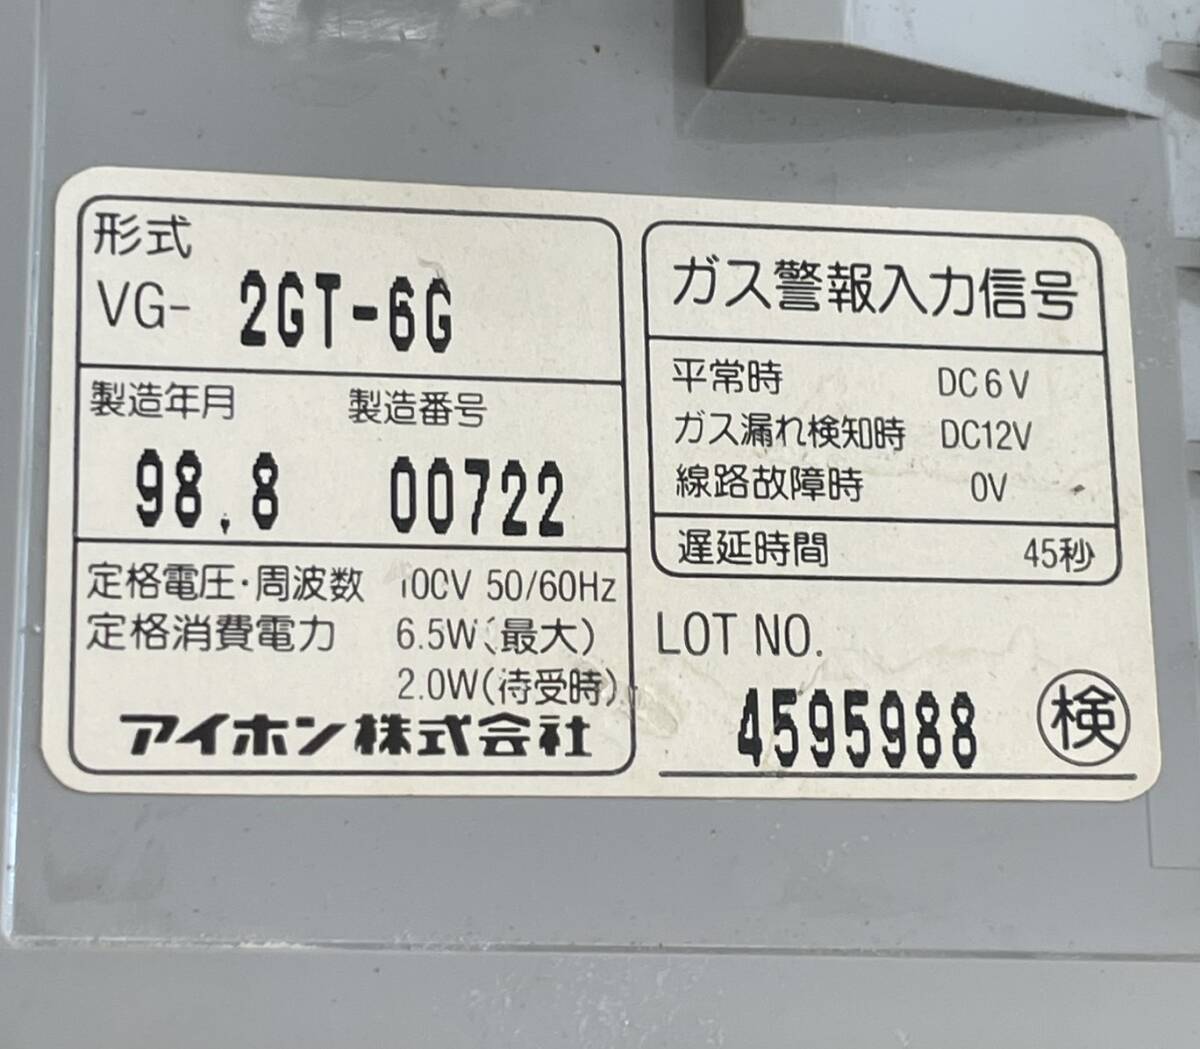 形式
VG- 2GT-6G
製造年月 製造番号
98.8 00722
定格電圧・周波数 100V 50/60Hz
定格消費電力 6.5W(最大)
2.0W(待受時)
アイホン株式会社
ガス警報入力信号
平常時 DC6V
ガス漏れ検知時 DC12V
線路故障時 0V
遅延時間 45秒
LOT NO.
4595988 検